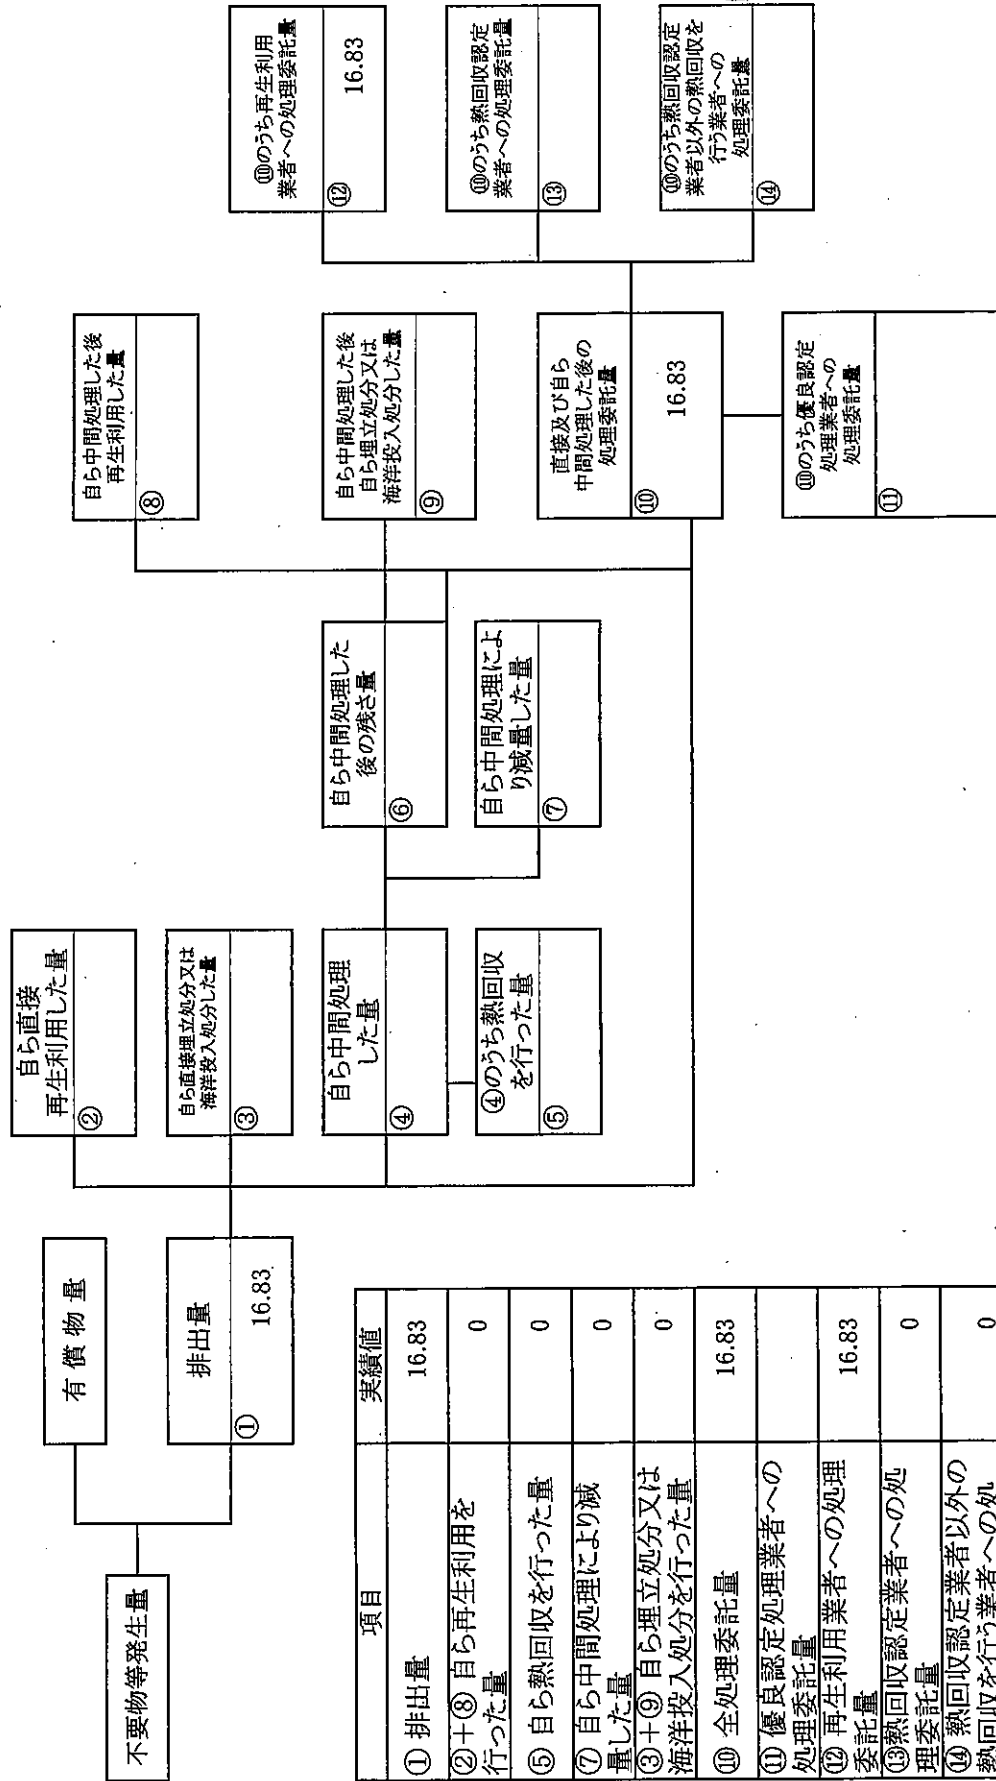 不要物等発生量
有償物量
排出量
①
16.83
自ら直接
再生利用した量
②
自ら直接埋立処分又は
海洋投入処分した量
③
自ら中間処理
した量
④
④のうち熱回収
を行った量
⑤
自ら中間処理した
後の残さ量
⑥
自ら中間処理によ
り減量した量
⑦
自ら中間処理した後
再生利用した量
⑧
自ら中間処理した後
自ら埋立処分又は
海洋投入処分した量
⑨
直接及び自ら
中間処理した後の
処理委託量
⑩
16.83
⑩のうち優良認定
処理業者への
処理委託量
⑪
⑩のうち再生利用
業者への処理委託量
⑫
16.83
⑩のうち熱回収認定
業者への処理委託量
⑬
⑩のうち熱回収認定
業者以外の熱回収を
行う業者への
処理委託量
⑭
項目 実績値
① 排出量 16.83
②+⑧ 自ら再生利用を
行った量 0
⑤ 自ら熱回収を行った量 0
⑦ 自ら中間処理により減
量した量 0
③+⑨ 自ら埋立処分又は
海洋投入処分を行った量 0
⑩ 全処理委託量 16.83
⑪ 優良認定処理業者への
処理委託量
⑫ 再生利用業者への処理
委託量 16.83
⑬熱回収認定業者への処
理委託量 0
⑭ 熱回収認定業者以外の
熱回収を行う業者への処 0